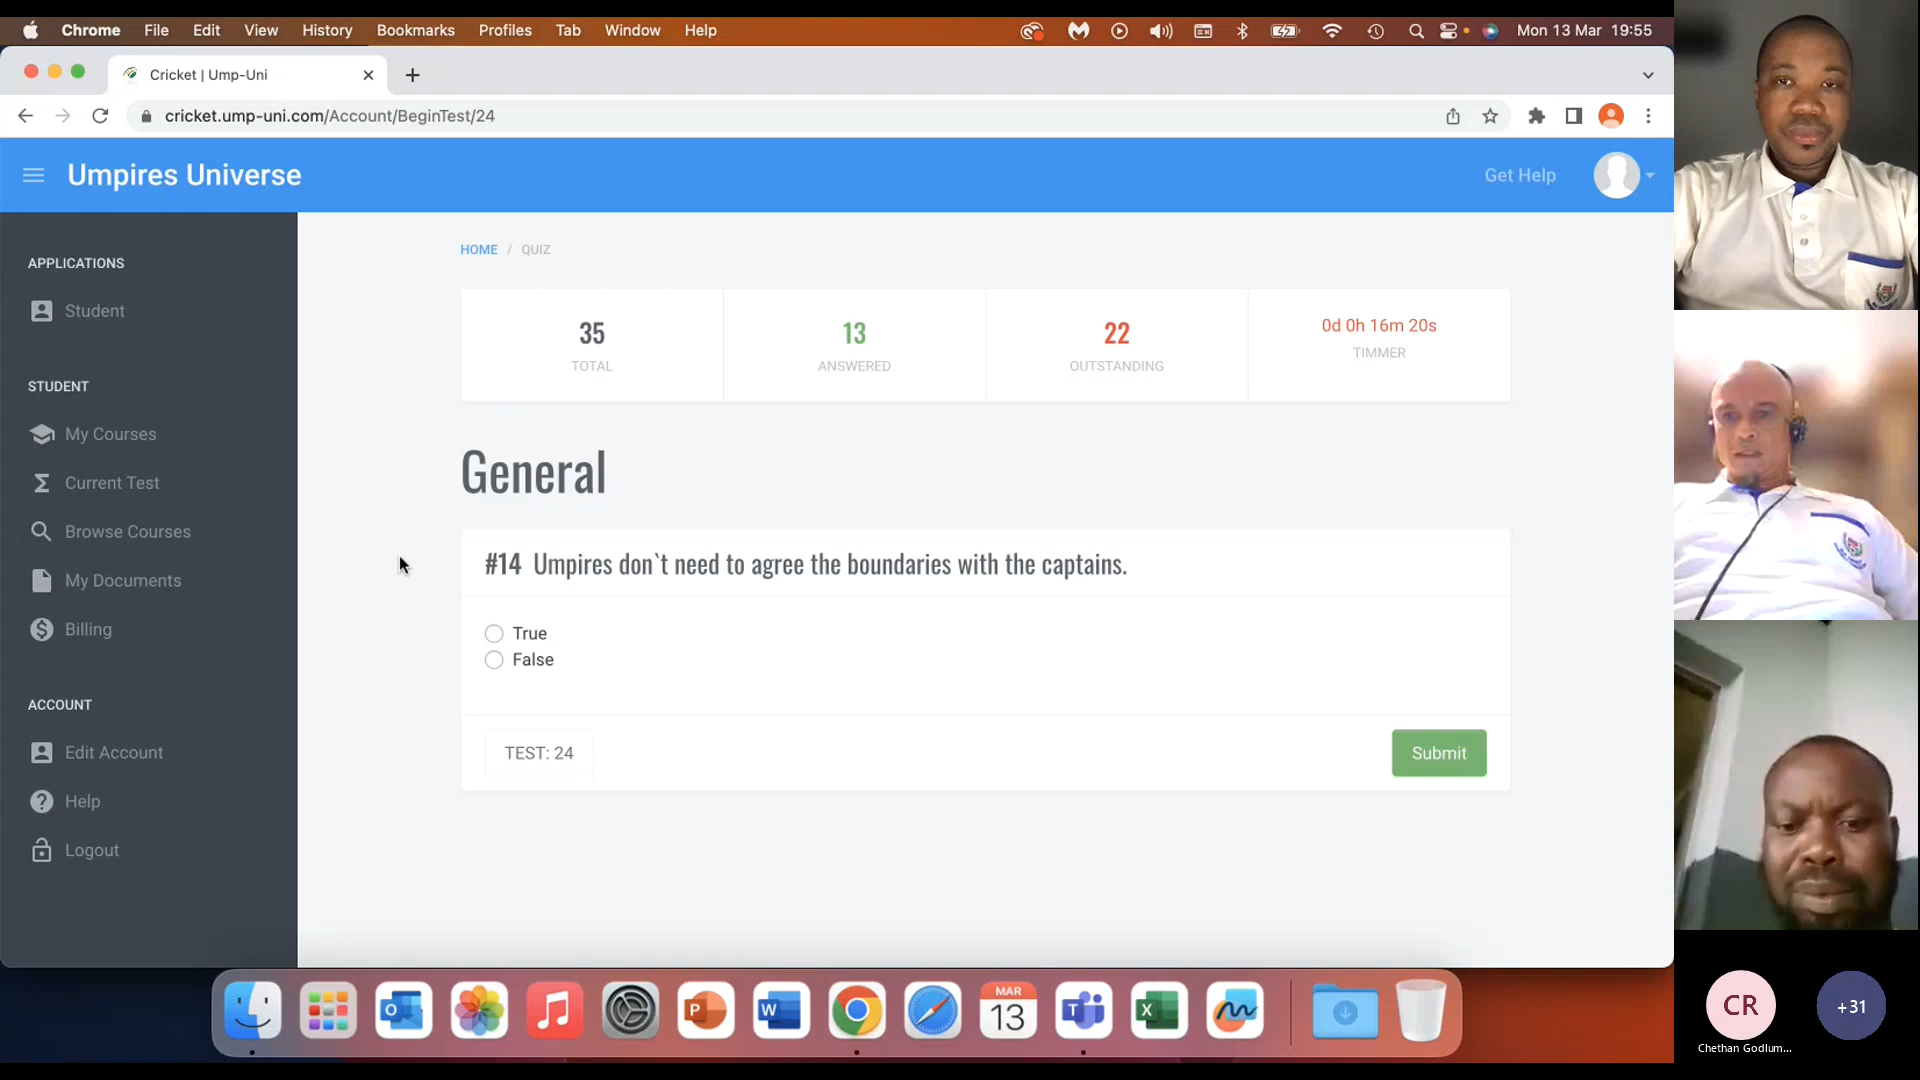 Chrome File Edit View History Bookmarks Profiles Tab Window Help Mon 13 Mar 19:55
Cricket | Ump-Uni
cricket.ump-uni.com/Account/BeginTest/24
Umpires Universe
Get Help
APPLICATIONS
Student
STUDENT
My Courses
Current Test
Browse Courses
My Documents
Billing
ACCOUNT
Edit Account
Help
Logout
HOME / QUIZ
35
TOTAL
13
ANSWERED
22
OUTSTANDING
0d 0h 16m 20s
TIMMER
General
#14 Umpires don`t need to agree the boundaries with the captains.
True
False
TEST: 24
Submit
MAR
13
CR
Chethan Godlum...
+31